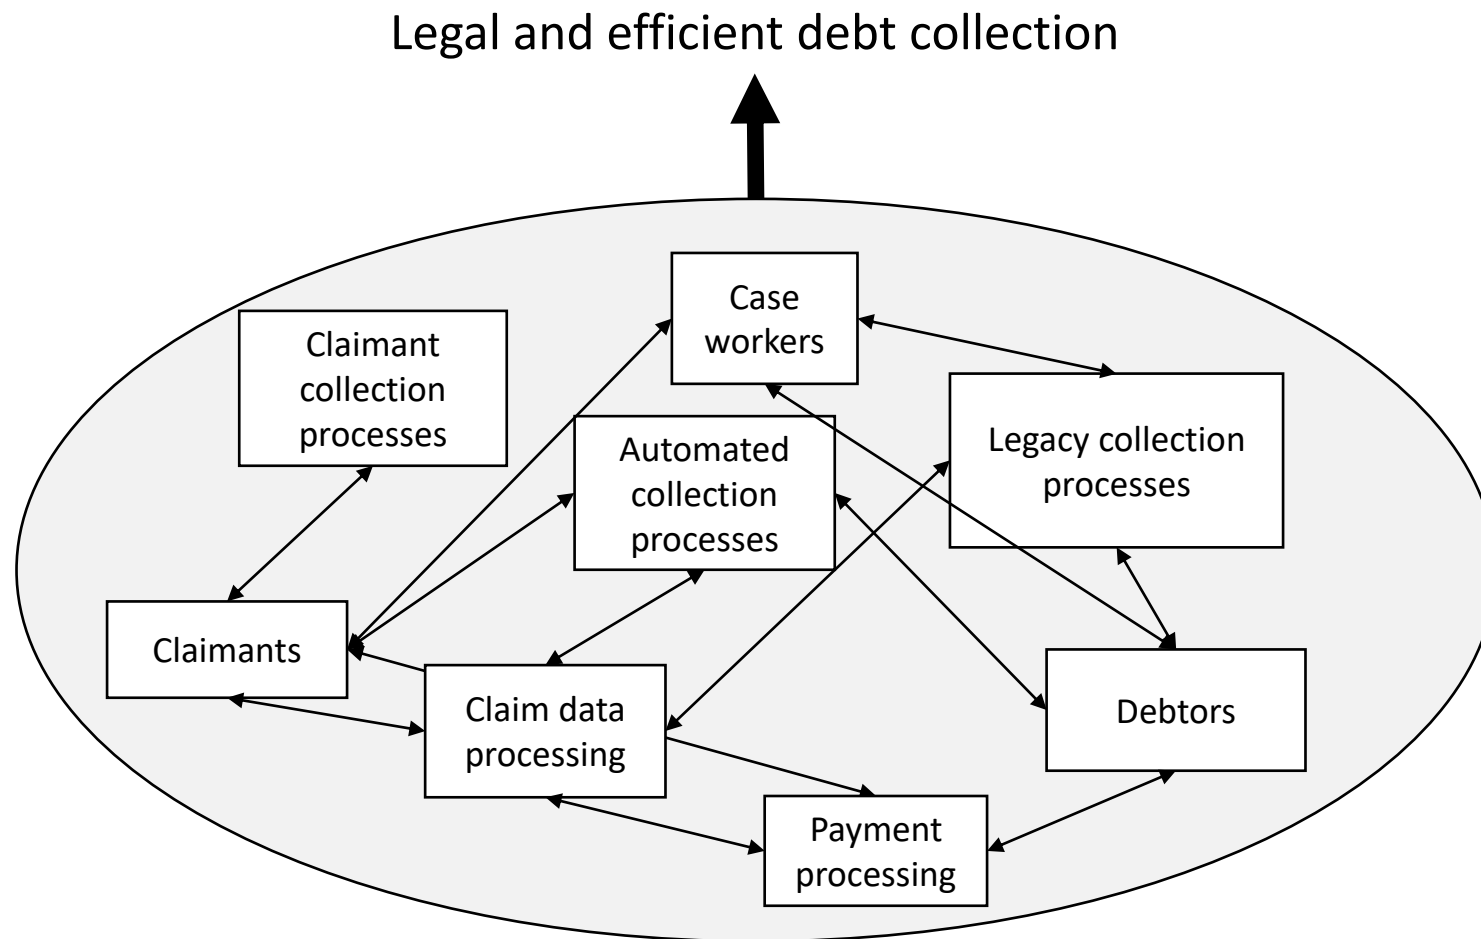 Legal and efficient debt collection
Case
workers
Claimant
collection
processes
Automated
collection
processes
Legacy collection
processes
Claimants
Claim data
processing
Debtors
Payment
processing